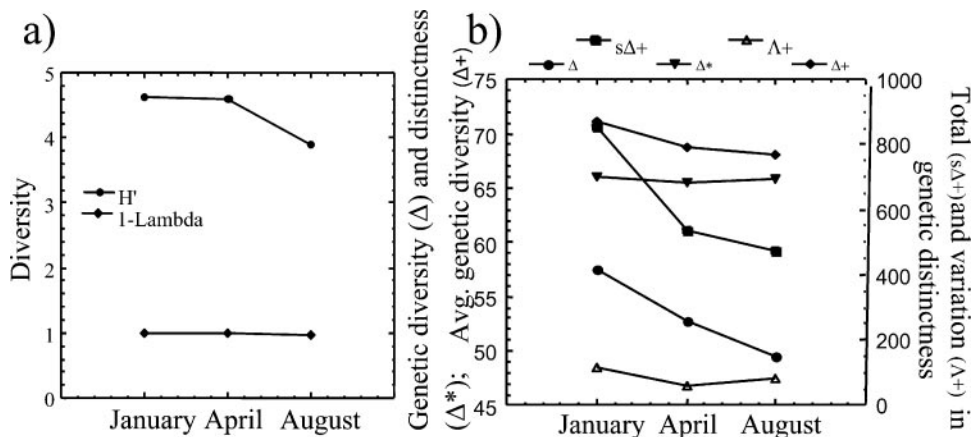 a)
Diversity
5
4
3
2
1
0
H'
1-Lambda
January April August
b)
s∆+ Λ+
∆ ∆* ∆+
Genetic diversity (∆) and distinctness
(∆*); Avg. genetic diversity (∆+)
75
70
65
60
55
50
45
1000
800
600
400
200
0
Total (s∆+) and variation (Λ+) in
genetic distinctness
January April August